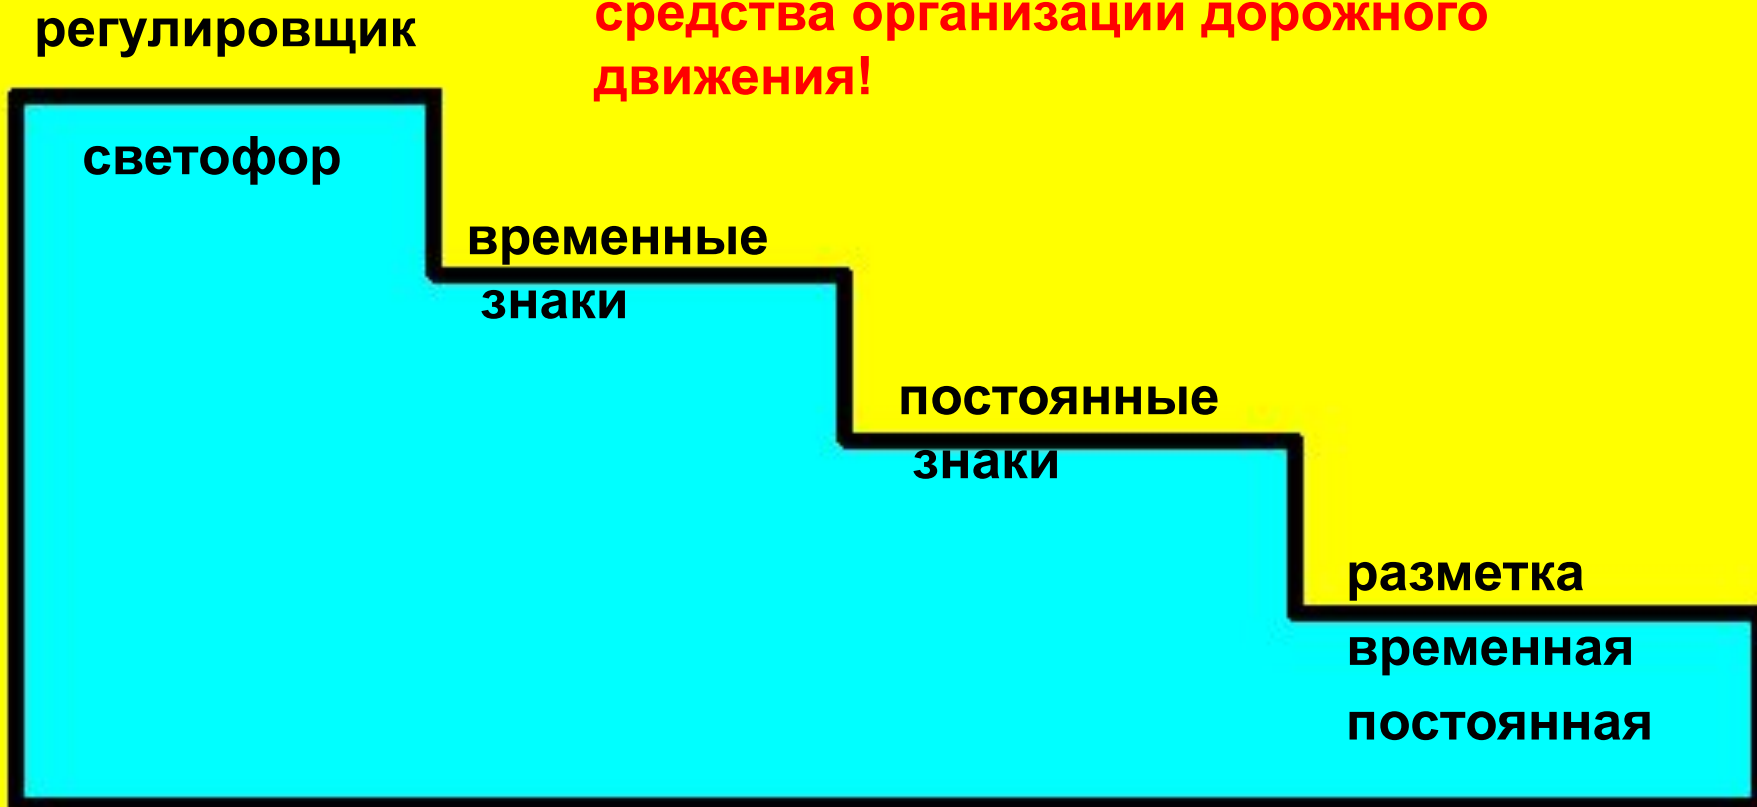 регулировщик
средства организации дорожного
движения!
светофор
временные
знаки
постоянные
знаки
разметка
временная
постоянная